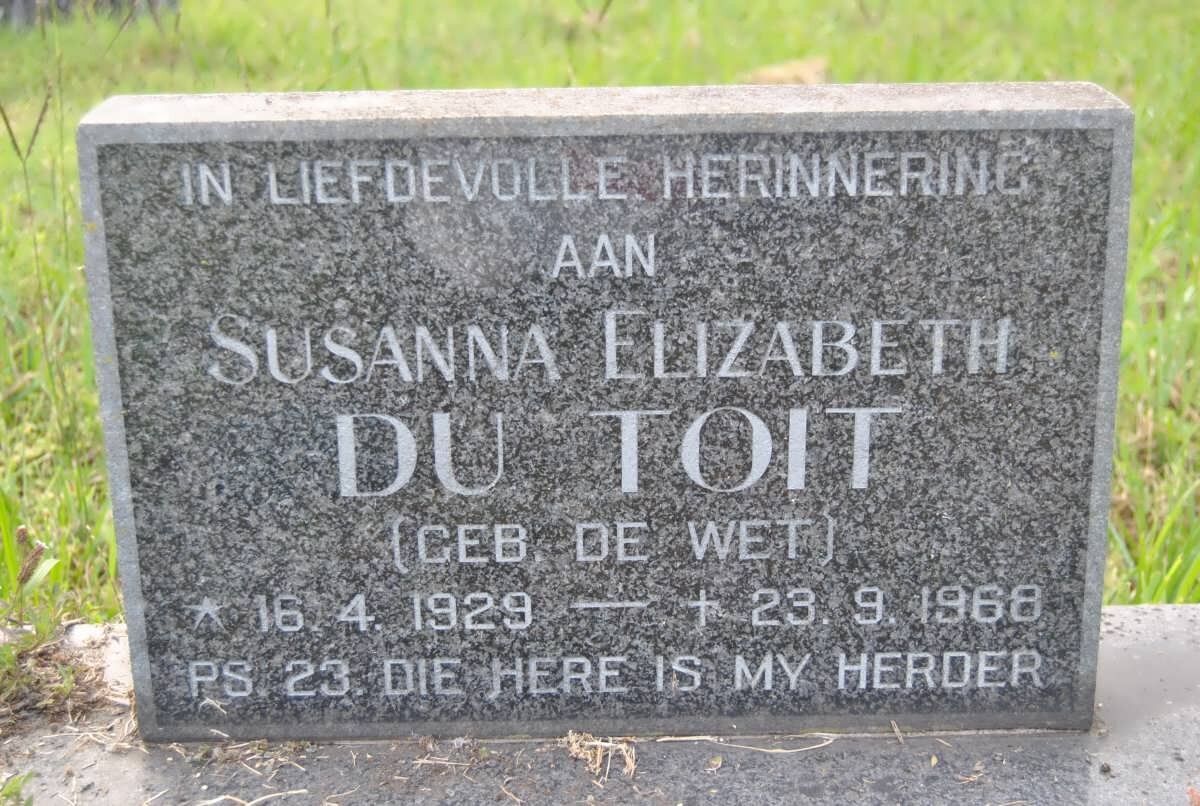 IN LIEFDEVOLLE HERINNERING
AAN
SUSANNA ELIZABETH
DU TOIT
(GEB. DE WET)
* 16. 4. 1929 — † 23. 9. 1968
PS. 23. DIE HERE IS MY HERDER